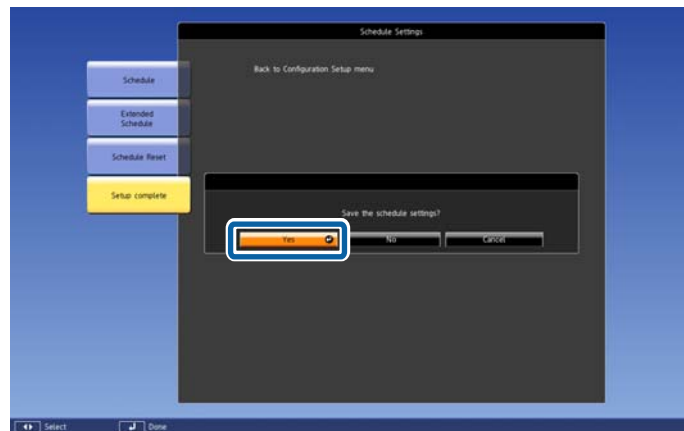 Schedule Settings
Back to Configuration Setup menu
Schedule
Extended
Schedule
Schedule Reset
Setup complete
Save the schedule settings?
Yes
No
Cancel
Select
Done